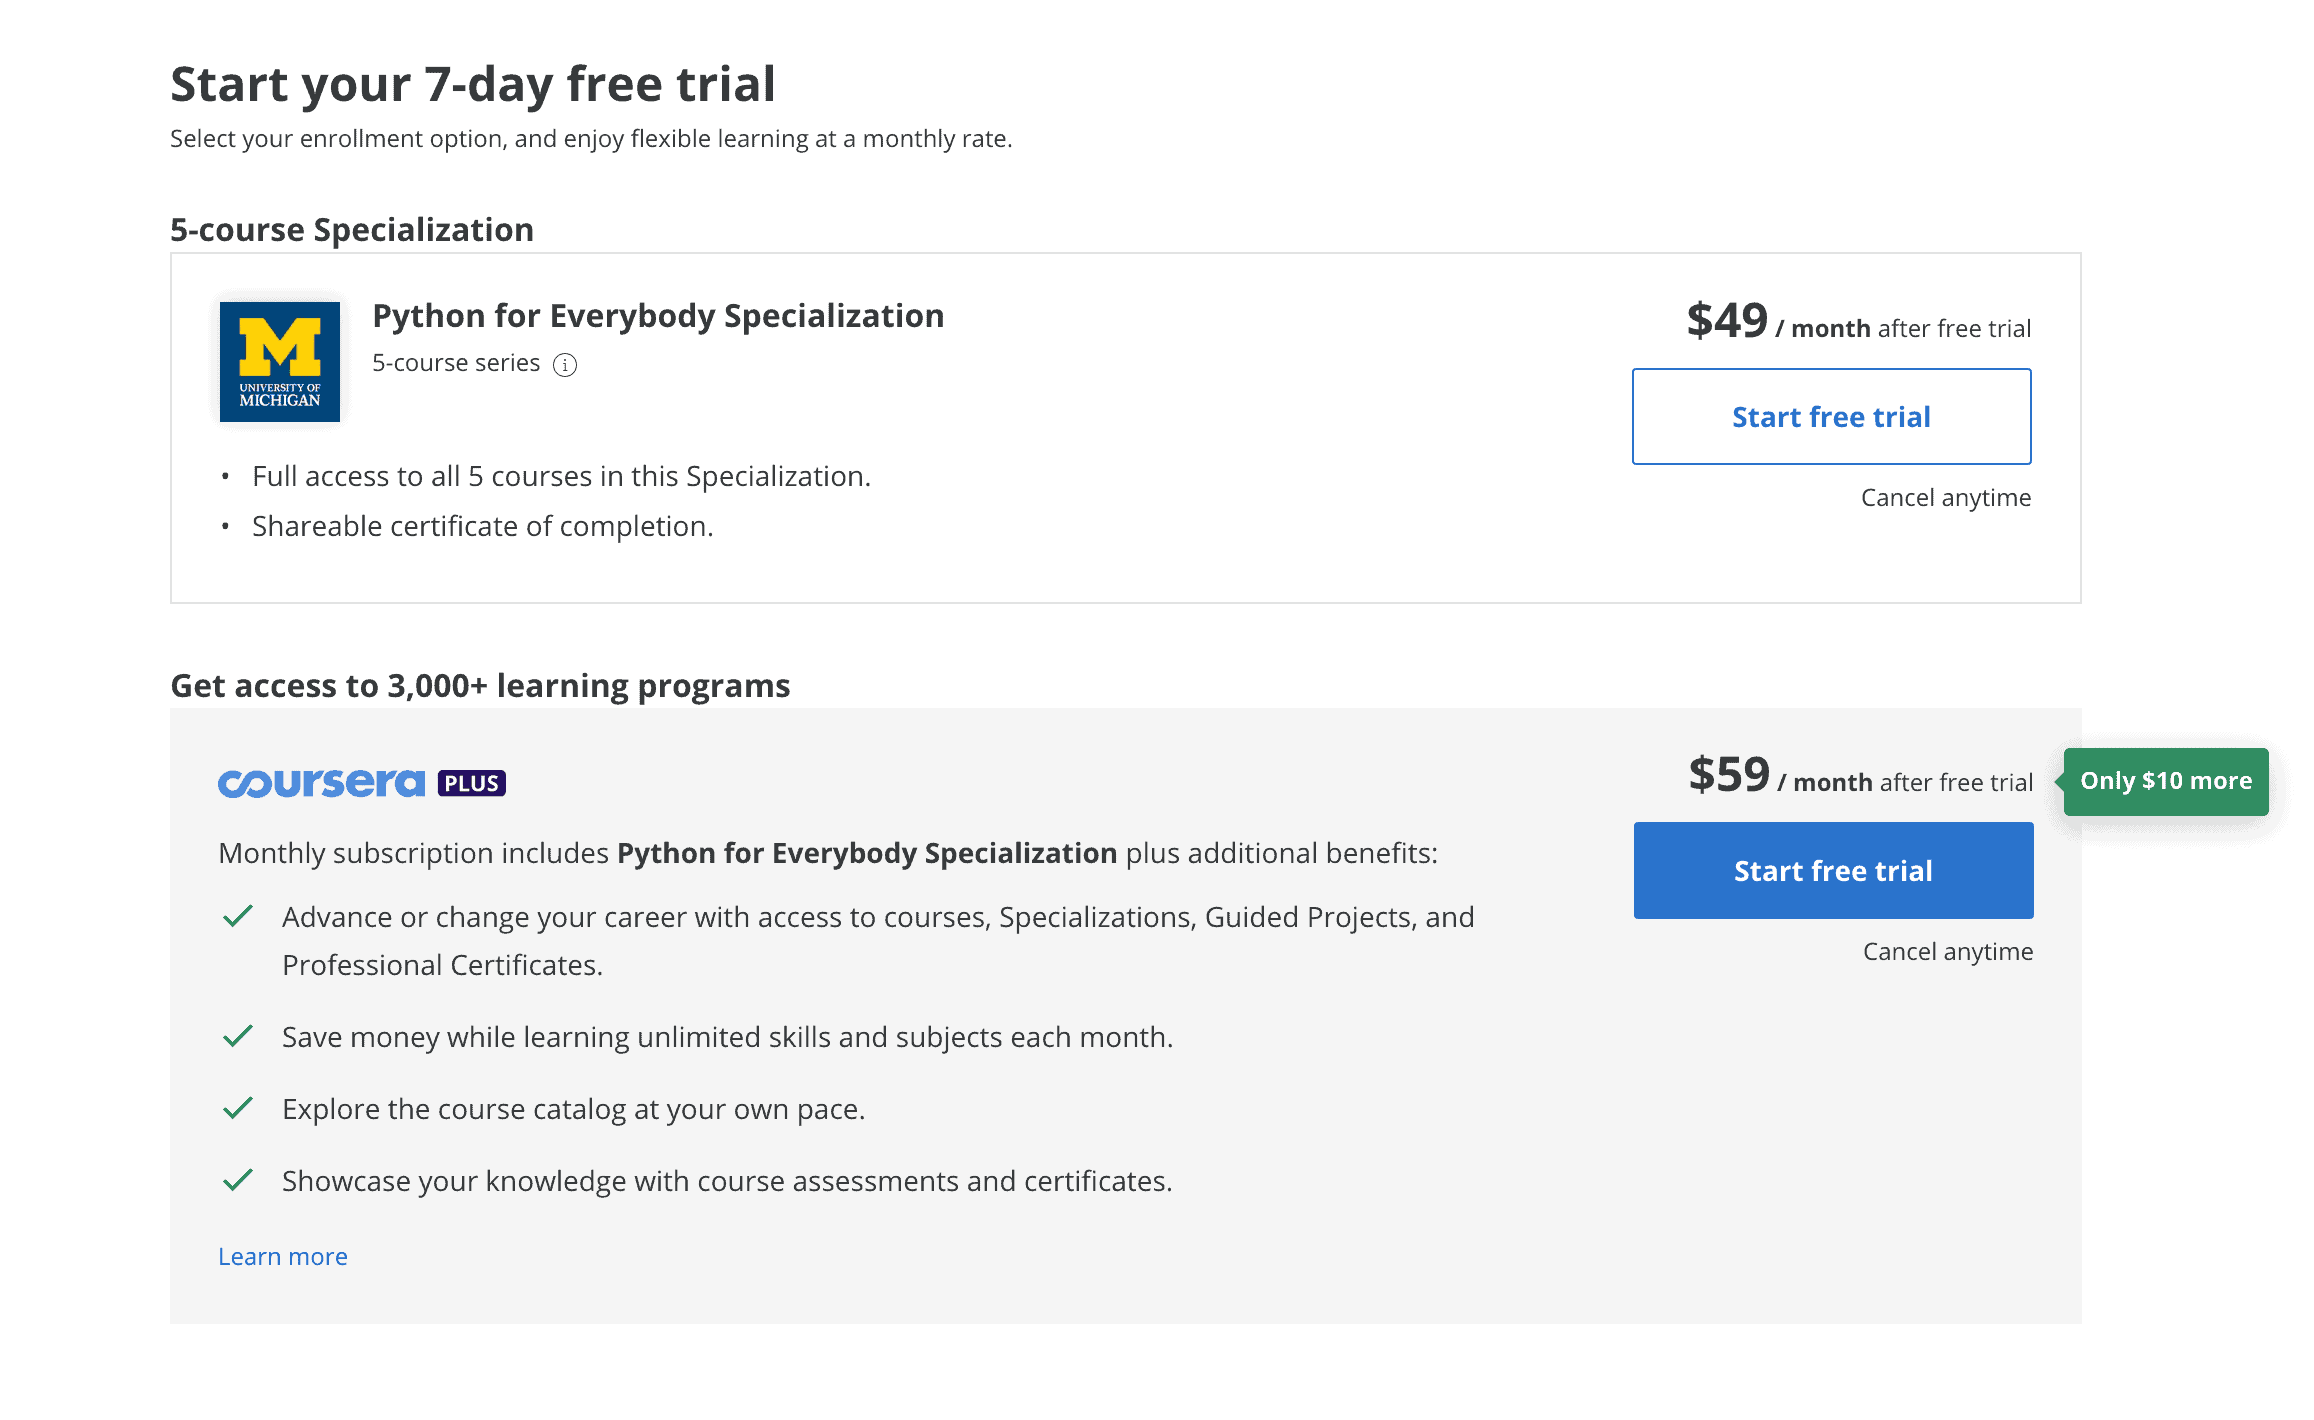 Start your 7-day free trial
Select your enrollment option, and enjoy flexible learning at a monthly rate.
5-course Specialization
M
UNIVERSITY OF
MICHIGAN
Python for Everybody Specialization
5-course series i
• Full access to all 5 courses in this Specialization.
• Shareable certificate of completion.
$49 / month after free trial
Start free trial
Cancel anytime
Get access to 3,000+ learning programs
coursera PLUS
Monthly subscription includes Python for Everybody Specialization plus additional benefits:
Advance or change your career with access to courses, Specializations, Guided Projects, and
Professional Certificates.
Save money while learning unlimited skills and subjects each month.
Explore the course catalog at your own pace.
Showcase your knowledge with course assessments and certificates.
Learn more
$59 / month after free trial
Only $10 more
Start free trial
Cancel anytime